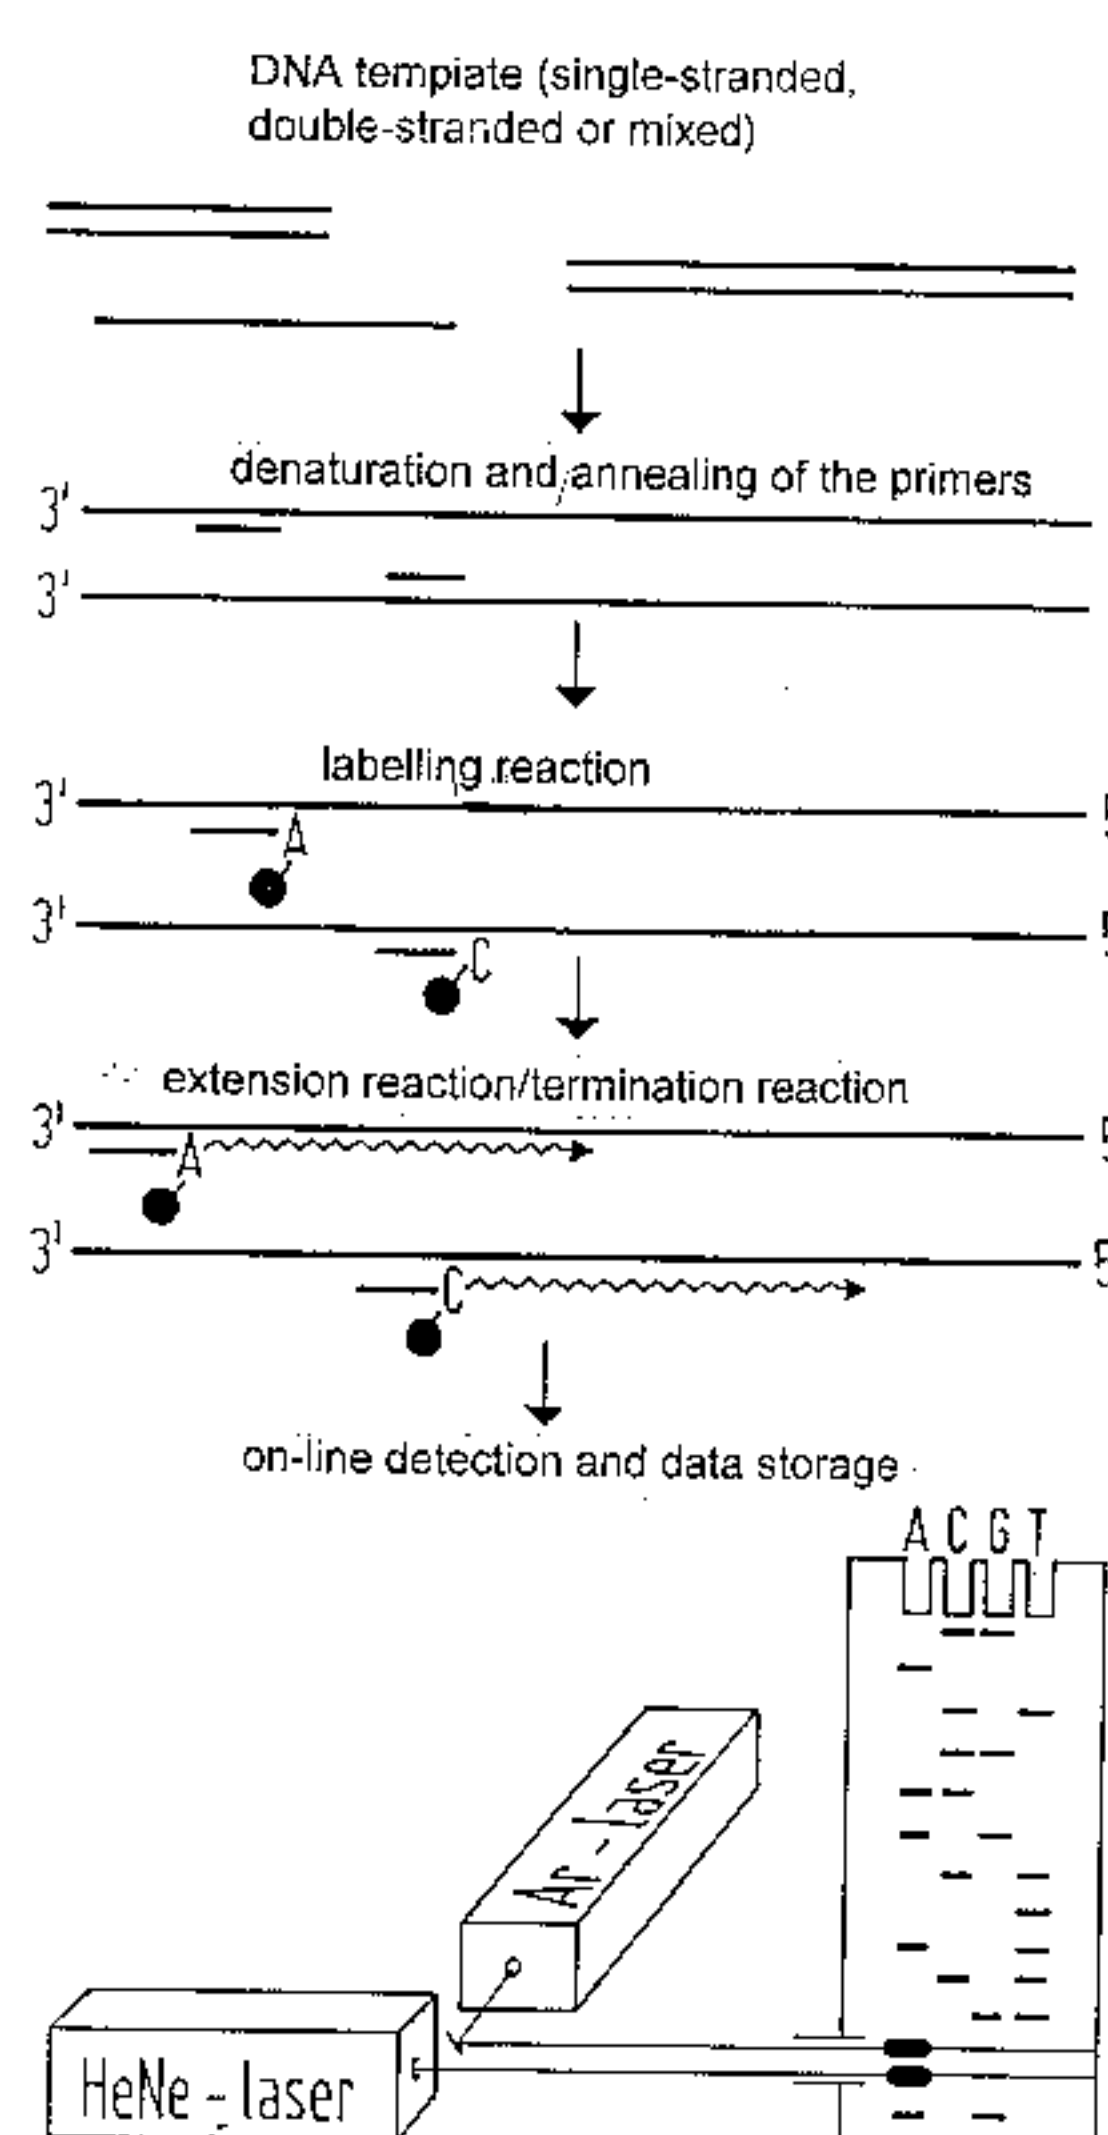 DNA tempiate (single-stranded,
double-stranded or mixed)
denaturation and annealing of the primers
3'
3'
labelling reaction
3'
A
3'
C
extension reaction/termination reaction
3'
A
3'
5
C
on-line detection and data storage
A C G T
Ar-laser
HeNe-laser